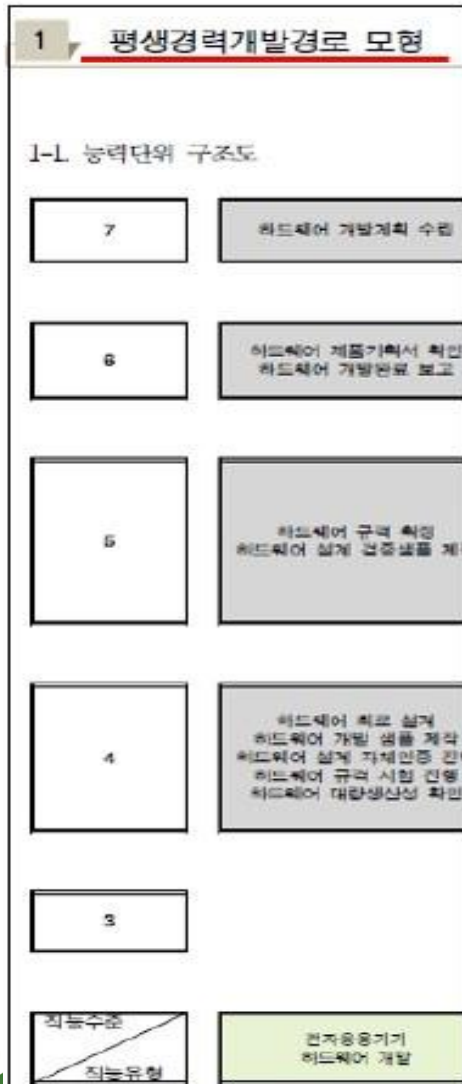 1 평생경력개발경로 모형
1-1. 능력단위 구조도
7
하드웨어 개발계획 수립
6
하드웨어 제품기획서 확인
하드웨어 개발완료 보고
5
하드웨어 규격 확정
하드웨어 설계 검증샘플
4
하드웨어 회로 설계
하드웨어 개발 샘플 제작
하드웨어 설계 자체인증
하드웨어 규격 시험 진행
하드웨어 대량생산성 확인
3
직능수준
직능유형
전자응용기기
하드웨어 개발